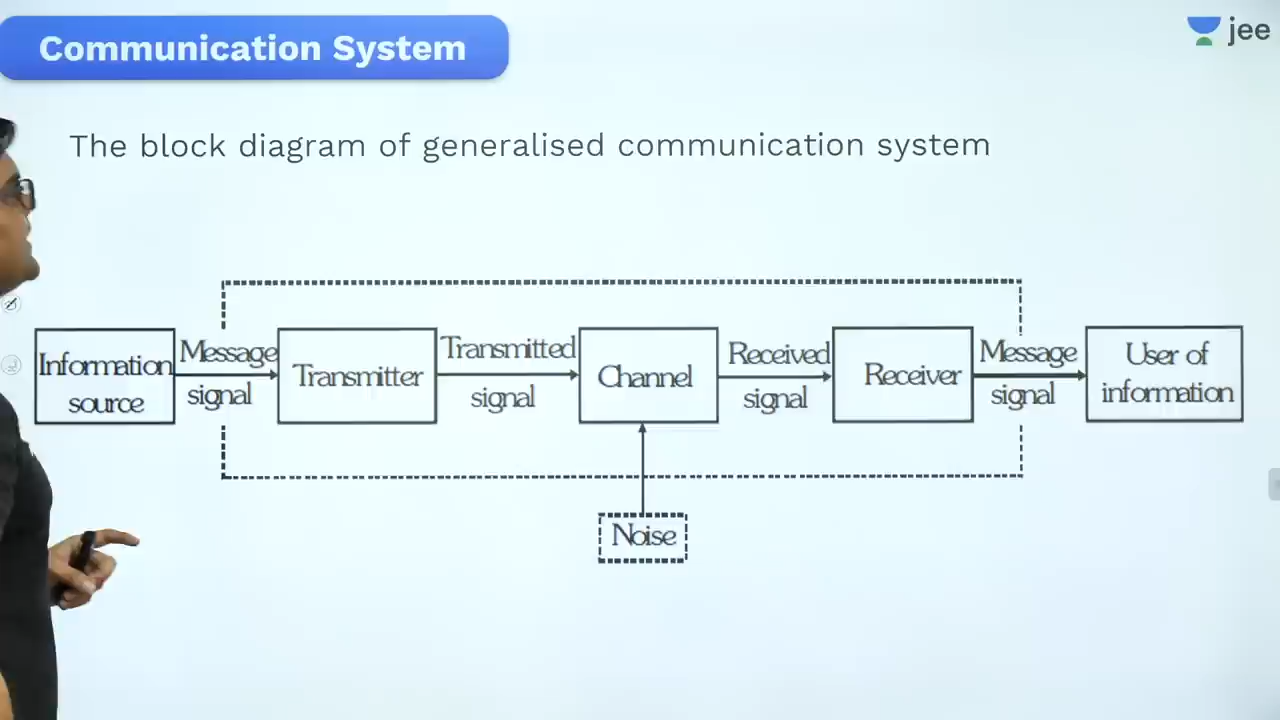 Communication System
jee
The block diagram of generalised communication system
Information
source
Message
signal
Transmitter
Transmitted
signal
Channel
Received
signal
Receiver
Message
signal
User of
information
Noise